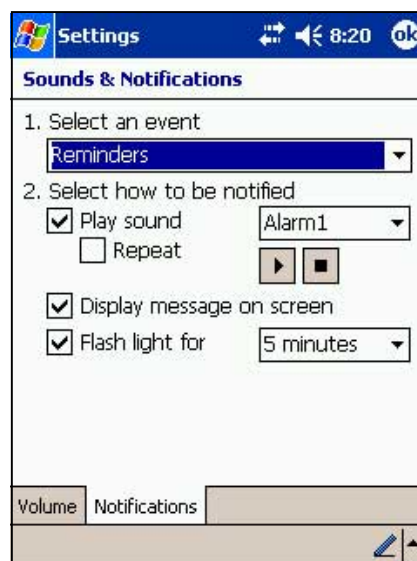 Settings 8:20 ok
Sounds & Notifications
1. Select an event
Reminders
2. Select how to be notified
Play sound Alarm1
Repeat
Display message on screen
Flash light for 5 minutes
Volume Notifications